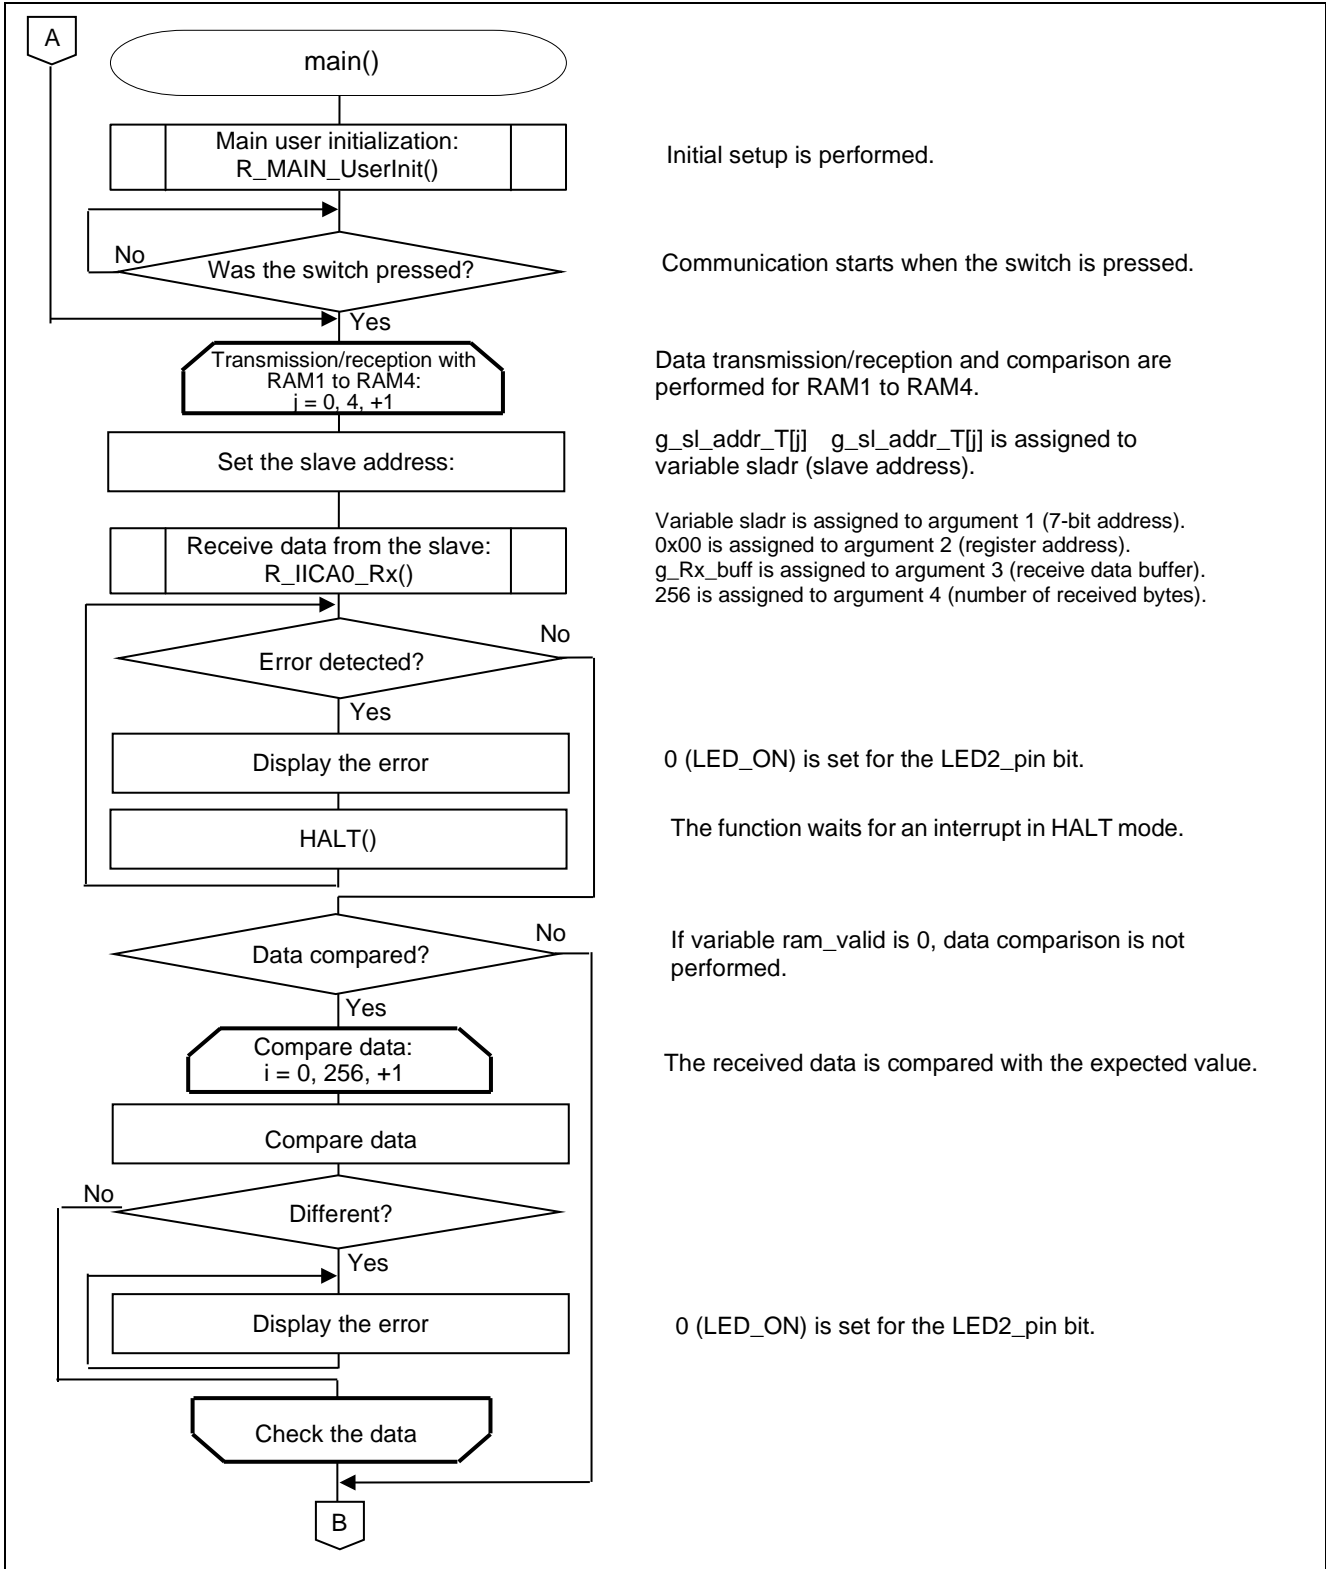 A
main()
Main user initialization:
R_MAIN_UserInit()
Initial setup is performed.
No
Was the switch pressed?
Communication starts when the switch is pressed.
Yes
Transmission/reception with
RAM1 to RAM4:
j = 0, 4, +1
Data transmission/reception and comparison are
performed for RAM1 to RAM4.
Set the slave address:
g_sl_addr_T[j]    g_sl_addr_T[j] is assigned to
variable sladr (slave address).
Receive data from the slave:
R_IICA0_Rx()
Variable sladr is assigned to argument 1 (7-bit address).
0x00 is assigned to argument 2 (register address).
g_Rx_buff is assigned to argument 3 (receive data buffer).
256 is assigned to argument 4 (number of received bytes).
No
Error detected?
Yes
Display the error
0 (LED_ON) is set for the LED2_pin bit.
HALT()
The function waits for an interrupt in HALT mode.
No
Data compared?
If variable ram_valid is 0, data comparison is not
performed.
Yes
Compare data:
i = 0, 256, +1
The received data is compared with the expected value.
Compare data
No
Different?
Yes
Display the error
0 (LED_ON) is set for the LED2_pin bit.
Check the data
B